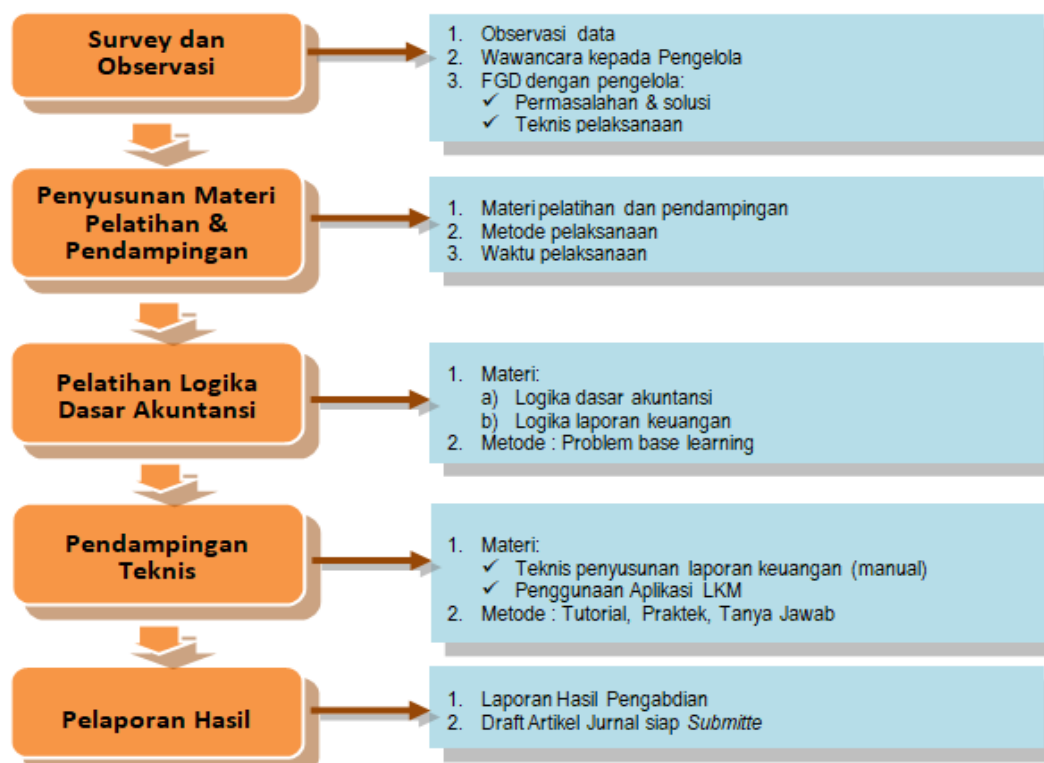 Survey dan
Observasi
1. Observasi data
2. Wawancara kepada Pengelola
3. FGD dengan pengelola:
✓ Permasalahan & solusi
✓ Teknis pelaksanaan
Penyusunan Materi
Pelatihan &
Pendampingan
1. Materi pelatihan dan pendampingan
2. Metode pelaksanaan
3. Waktu pelaksanaan
Pelatihan Logika
Dasar Akuntansi
1. Materi:
a) Logika dasar akuntansi
b) Logika laporan keuangan
2. Metode : Problem base learning
Pendampingan
Teknis
1. Materi:
✓ Teknis penyusunan laporan keuangan (manual)
✓ Penggunaan Aplikasi LKM
2. Metode : Tutorial, Praktek, Tanya Jawab
Pelaporan Hasil
1. Laporan Hasil Pengabdian
2. Draft Artikel Jurnal siap Submitte